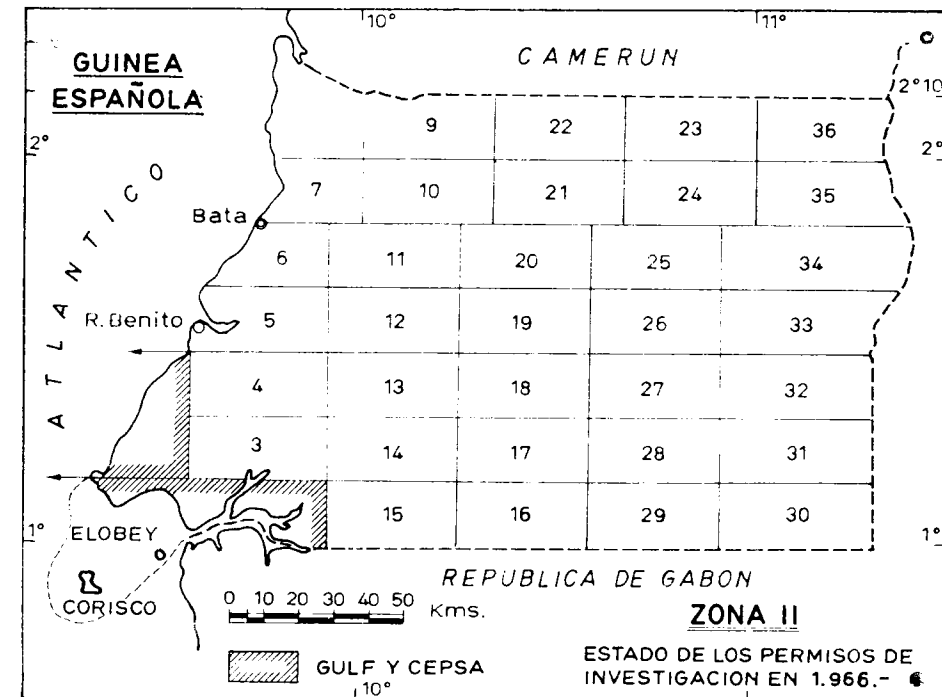 10° 11°
GUINEA
ESPAÑOLA
CAMERUN
2°10
9 22 23 36
2° 2°
7 10 21 24 35
ATLANTICO
Bata
6 11 20 25 34
R. Benito
5 12 19 26 33
4 13 18 27 32
3 14 17 28 31
15 16 29 30
ELOBEY
1° 1°
CORISCO
REPUBLICA DE GABON
0 10 20 30 40 50
Kms.
ZONA II
GULF Y CEPSA
ESTADO DE LOS PERMISOS DE
INVESTIGACION EN 1.966.-
10°